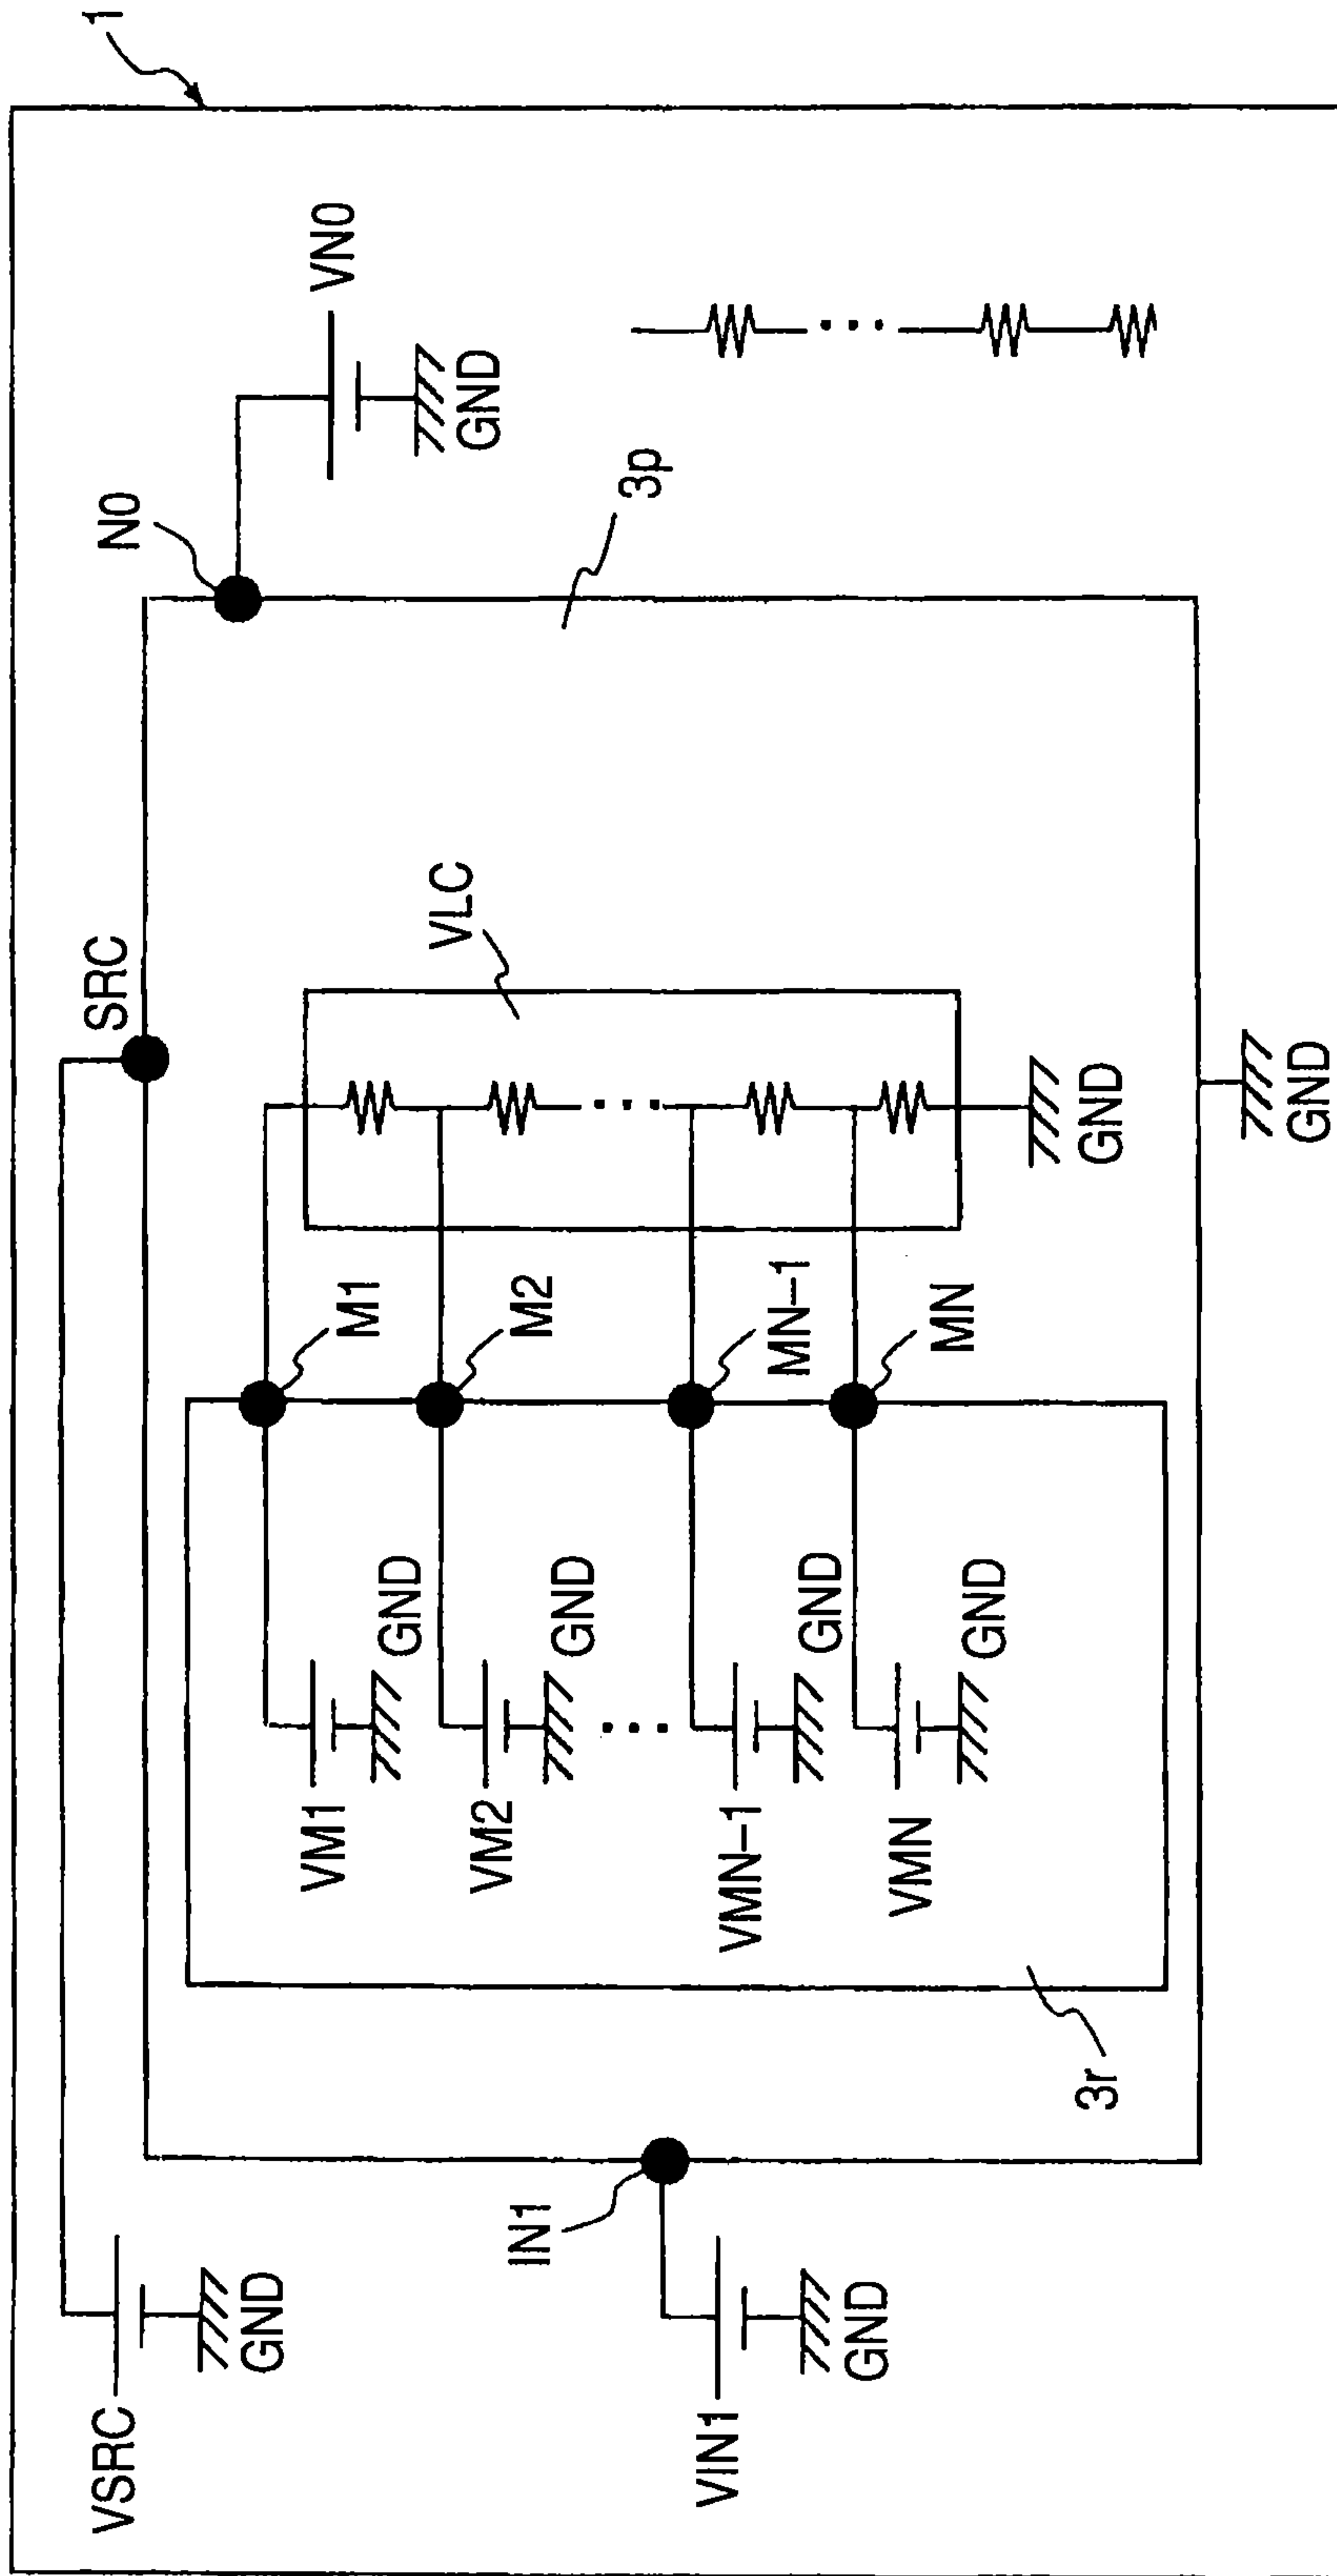 1
VSRC
GND
SRC
N0
VN0
GND
3p
VLC
M1
M2
MN-1
MN
VM1
GND
VM2
GND
VMN-1
GND
VMN
GND
GND
3r
IN1
VIN1
GND
GND